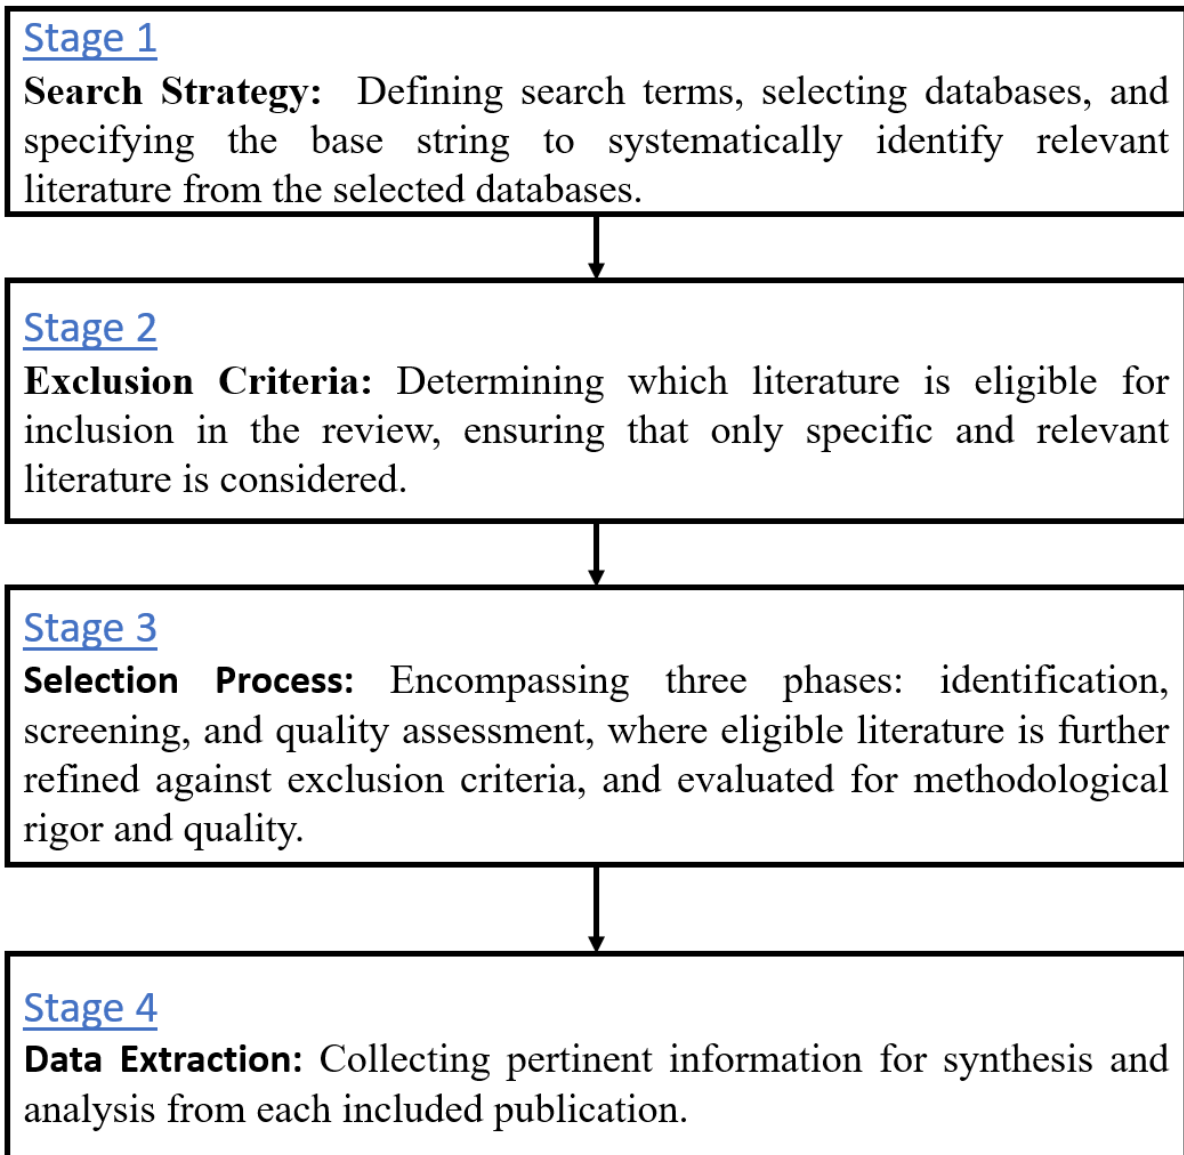 Stage 1
Search Strategy: Defining search terms, selecting databases, and
specifying the base string to systematically identify relevant
literature from the selected databases.
Stage 2
Exclusion Criteria: Determining which literature is eligible for
inclusion in the review, ensuring that only specific and relevant
literature is considered.
Stage 3
Selection Process: Encompassing three phases: identification,
screening, and quality assessment, where eligible literature is further
refined against exclusion criteria, and evaluated for methodological
rigor and quality.
Stage 4
Data Extraction: Collecting pertinent information for synthesis and
analysis from each included publication.